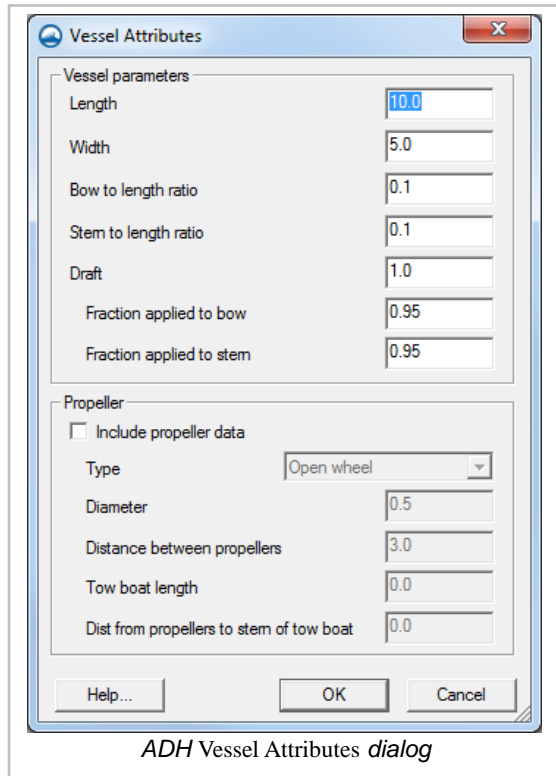 Vessel Attributes
Vessel parameters
Length 10.0
Width 5.0
Bow to length ratio 0.1
Stern to length ratio 0.1
Draft 1.0
Fraction applied to bow 0.95
Fraction applied to stern 0.95
Propeller
Include propeller data
Type Open wheel
Diameter 0.5
Distance between propellers 3.0
Tow boat length 0.0
Dist from propellers to stern of tow boat 0.0
Help... OK Cancel
ADH Vessel Attributes dialog